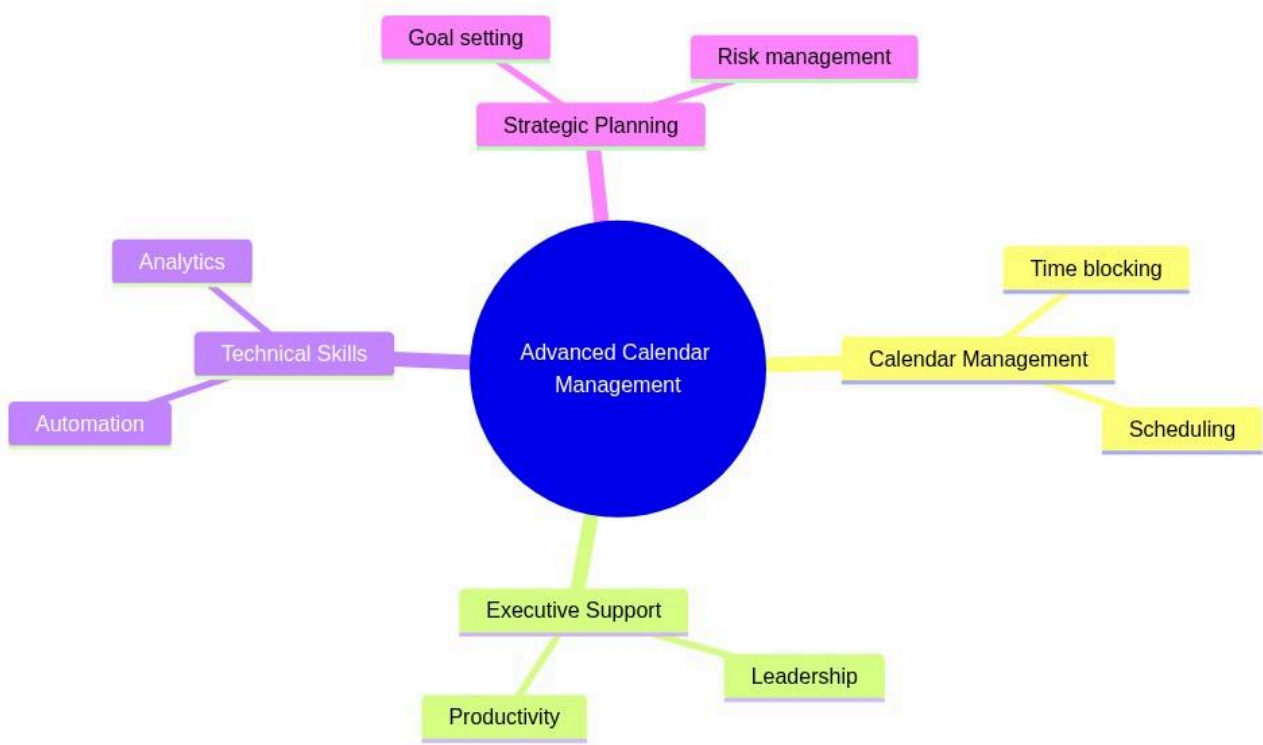 Goal setting
Risk management
Strategic Planning
Analytics
Time blocking
Technical Skills
Advanced Calendar
Management
Calendar Management
Automation
Scheduling
Executive Support
Leadership
Productivity